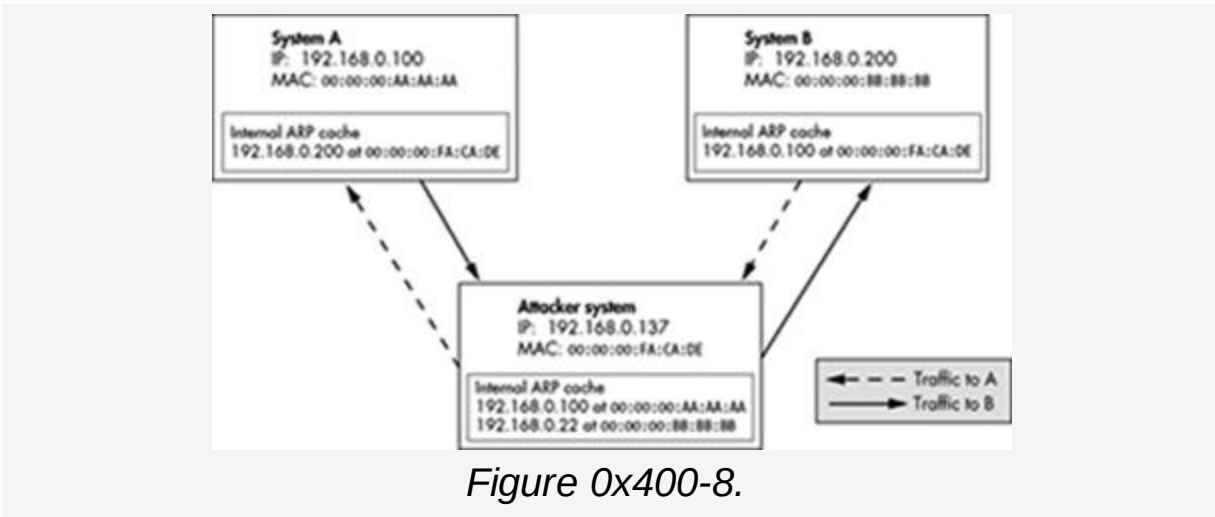 System A
IP: 192.168.0.100
MAC: 00:00:00:AA:AA:AA
Internal ARP cache
192.168.0.200 at 00:00:00:FA:CA:DE
System B
IP: 192.168.0.200
MAC: 00:00:00:BB:BB:BB
Internal ARP cache
192.168.0.100 at 00:00:00:FA:CA:DE
Attacker system
IP: 192.168.0.137
MAC: 00:00:00:FA:CA:DE
Internal ARP cache
192.168.0.100 at 00:00:00:AA:AA:AA
192.168.0.22 at 00:00:00:BB:BB:BB
Traffic to A
Traffic to B
Figure 0x400-8.